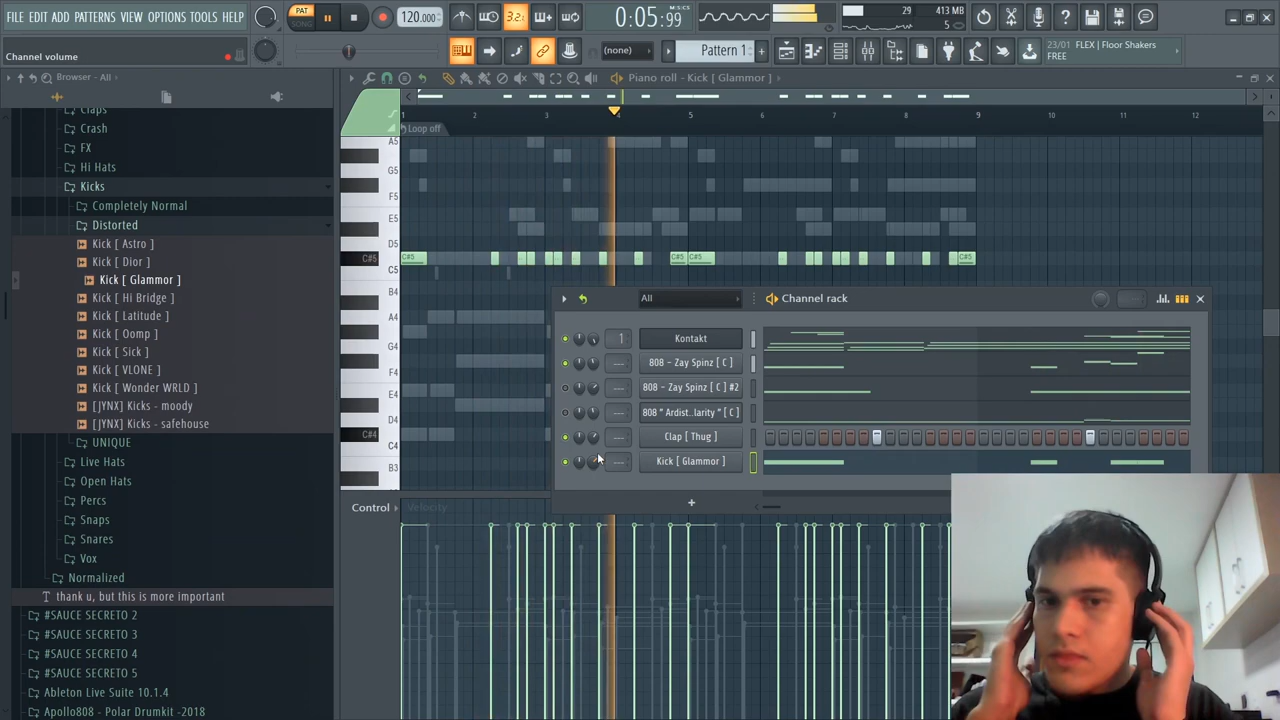 FILE EDIT ADD PATTERNS VIEW OPTIONS TOOLS HELP
PAT
SONG
120.000
3.2
0:05:99
M:S:CS
29
413 MB
5
Channel volume
(none)
Pattern 1
23/01 FLEX | Floor Shakers
FREE
Browser - All
Claps
Crash
FX
Hi Hats
Kicks
Completely Normal
Distorted
Kick [ Astro ]
Kick [ Dior ]
Kick [ Glammor ]
Kick [ Hi Bridge ]
Kick [ Latitude ]
Kick [ Oomp ]
Kick [ Sick ]
Kick [ VLONE ]
Kick [ Wonder WRLD ]
[JYNX] Kicks - moody
[JYNX] Kicks - safehouse
UNIQUE
Live Hats
Open Hats
Percs
Snaps
Snares
Vox
Normalized
thank u, but this is more important
#SAUCE SECRETO 2
#SAUCE SECRETO 3
#SAUCE SECRETO 4
#SAUCE SECRETO 5
Ableton Live Suite 10.1.4
Apollo808 - Polar Drumkit -2018
Piano roll - Kick [ Glammor ]
1 2 3 4 5 6 7 8 9 10 11 12
Loop off
A5
G5
F5
E5
D5
C#5
C5
B4
A4
G4
F4
E4
D4
C#4
C4
B3
C#5
C#5
C#5
C#5
All
Channel rack
1
Kontakt
808 - Zay Spinz [ C ]
808 - Zay Spinz [ C ] #2
808 " Ardist..larity " [ C ]
Clap [ Thug ]
Kick [ Glammor ]
Control
Velocity